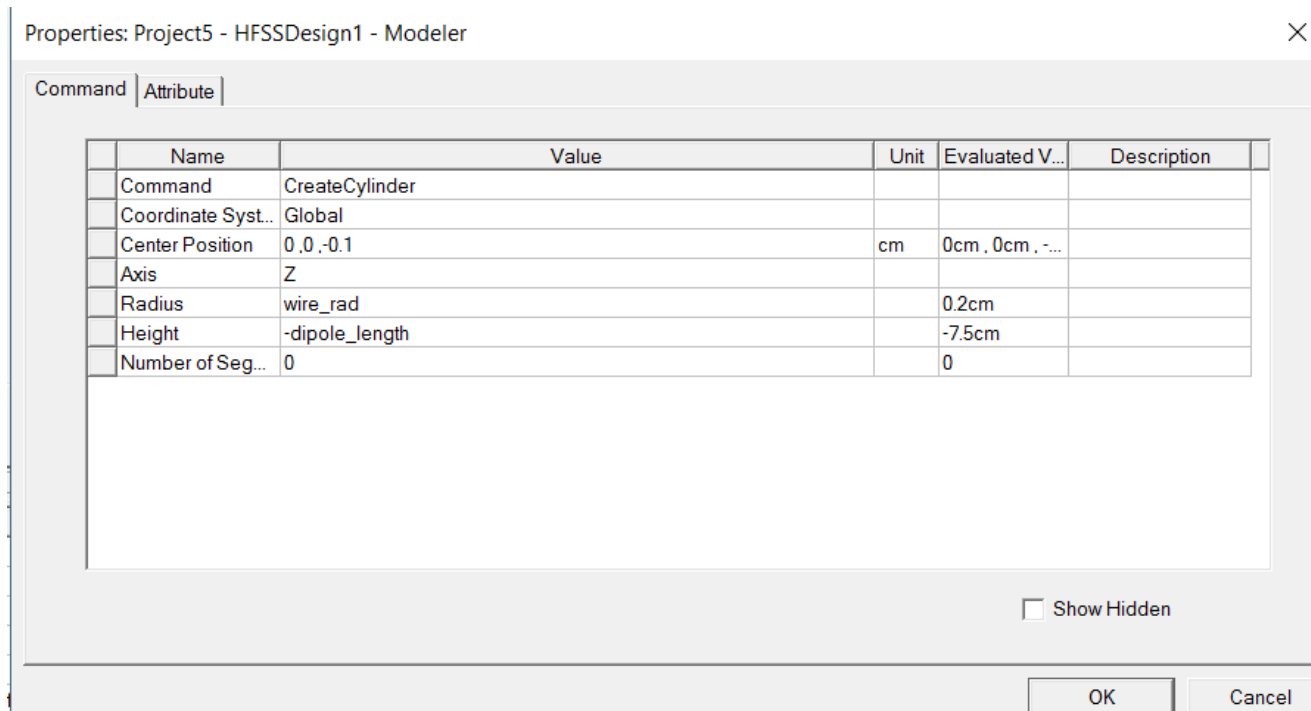 Properties: Project5 - HFSSDesign1 - Modeler
Command Attribute
Name Value Unit Evaluated V... Description
Command CreateCylinder
Coordinate Syst... Global
Center Position 0 ,0 ,-0.1 cm 0cm , 0cm , -...
Axis Z
Radius wire_rad 0.2cm
Height -dipole_length -7.5cm
Number of Seg... 0 0
Show Hidden
OK Cancel